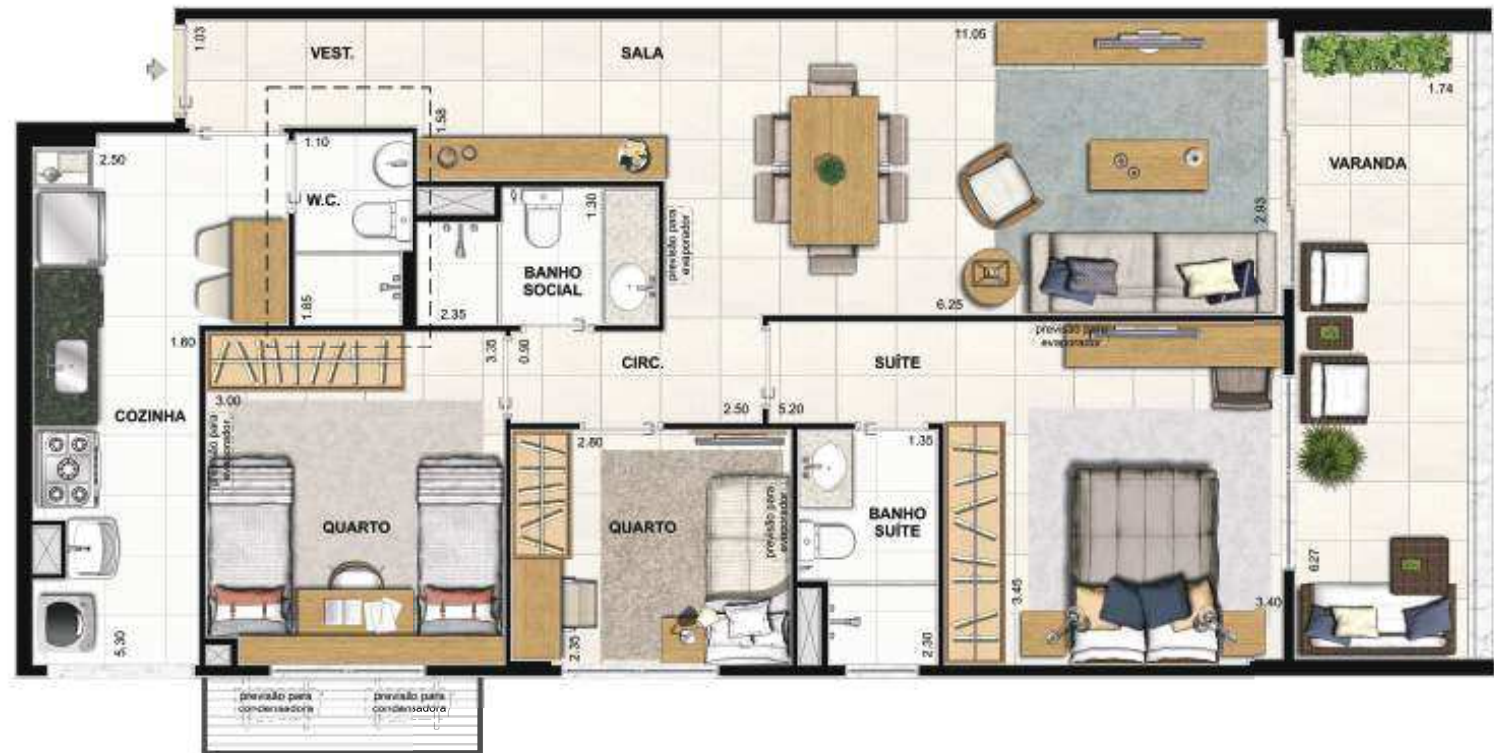 1.03
VEST.
SALA
11.05
1.74
VARANDA
2.50
1.10
1.58
W.C.
1.30
previsão para
evaporador
2.93
BANHO
SOCIAL
1.85
2.35
6.25
1.80
3.35
0.90
CIRC.
SUÍTE
previsão para
evaporador
3.00
2.50
5.20
COZINHA
previsão para
evaporador
2.80
1.35
QUARTO
QUARTO
previsão para
evaporador
BANHO
SUÍTE
6.27
3.45
3.40
5.30
2.35
2.30
previsão para
condensadora
previsão para
condensadora